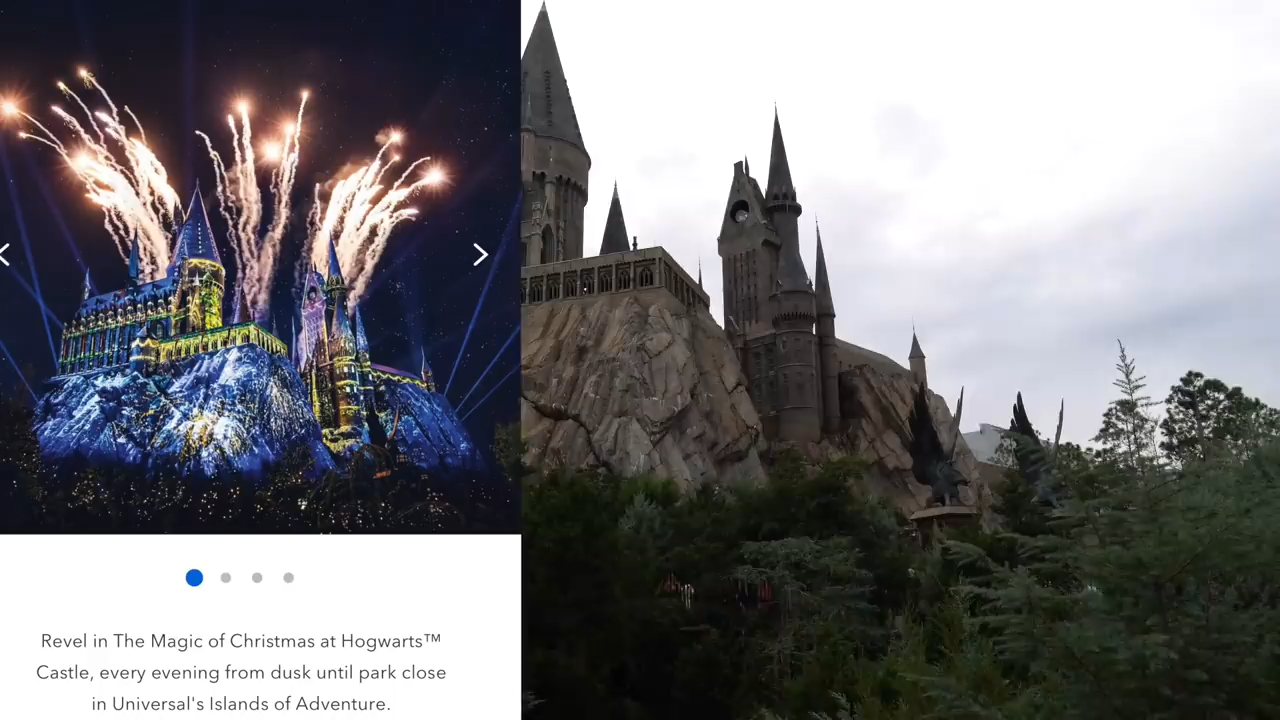 Revel in The Magic of Christmas at Hogwarts™
Castle, every evening from dusk until park close
in Universal's Islands of Adventure.